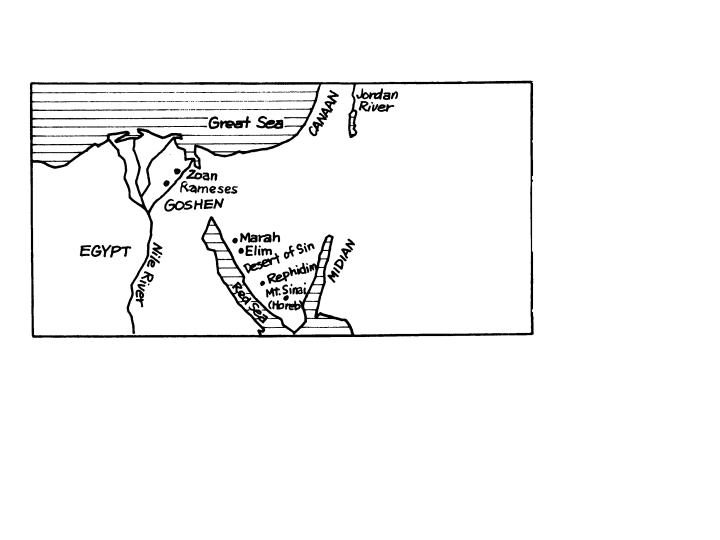 Jordan
River
CANAAN
Great Sea
Zoan
Rameses
GOSHEN
EGYPT
Nile River
Marah
Elim
Desert of Sin
Rephidim
Mt. Sinai
(Horeb)
Red Sea
MIDIAN